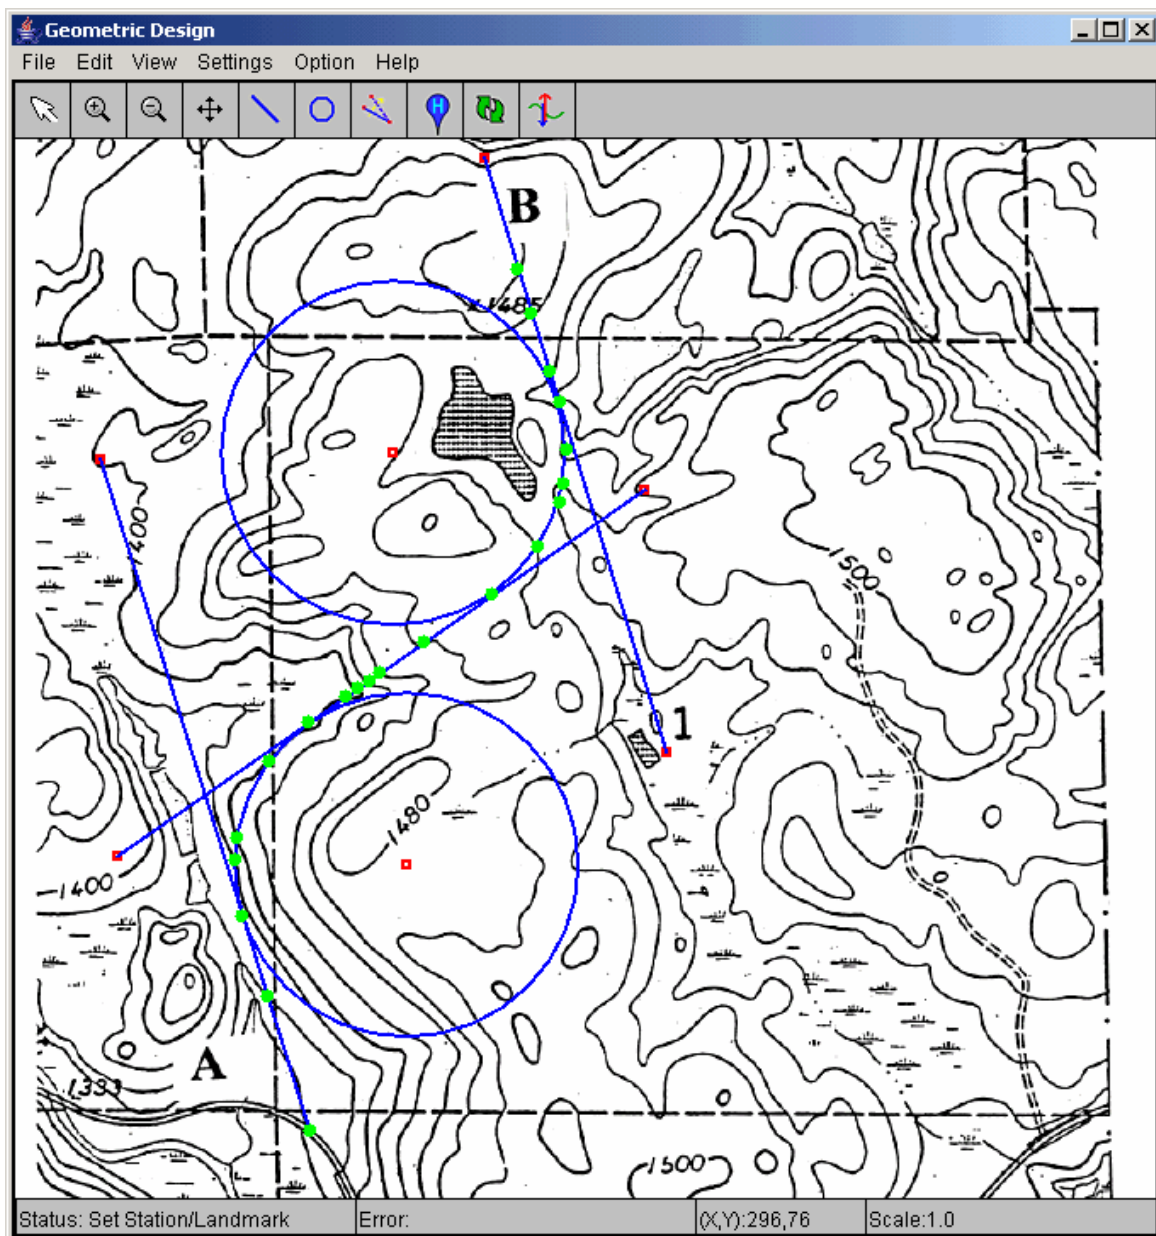 Geometric Design
File Edit View Settings Option Help
H
B
x 1485
1400
1500
1
1480
1400
A
1333
1500
Status: Set Station/Landmark Error: (X,Y):296,76 Scale:1.0